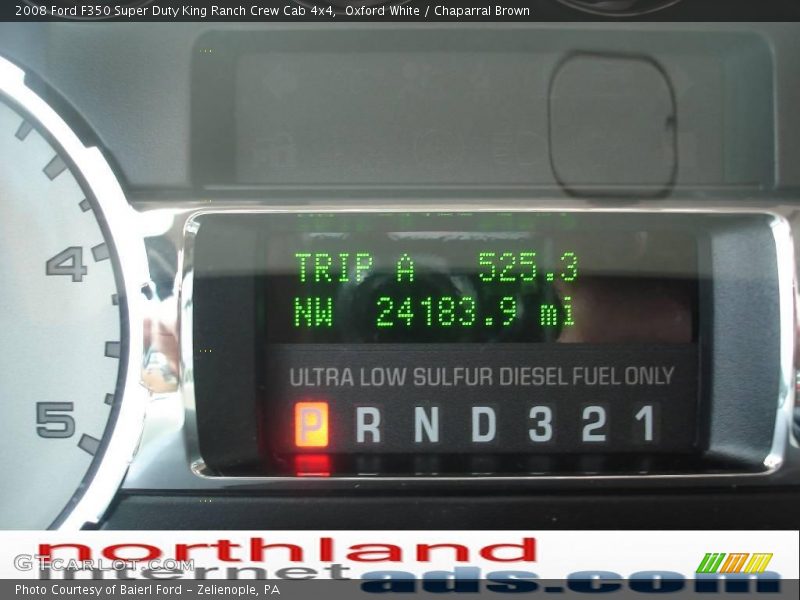 2008 Ford F350 Super Duty King Ranch Crew Cab 4x4, Oxford White / Chaparral Brown
TRIP A 525.3
NW 24183.9 mi
4
ULTRA LOW SULFUR DIESEL FUEL ONLY
P R N D 3 2 1
5
northland
GTCARLOT.COM
internet ads.com
Photo Courtesy of Baierl Ford - Zelienople, PA